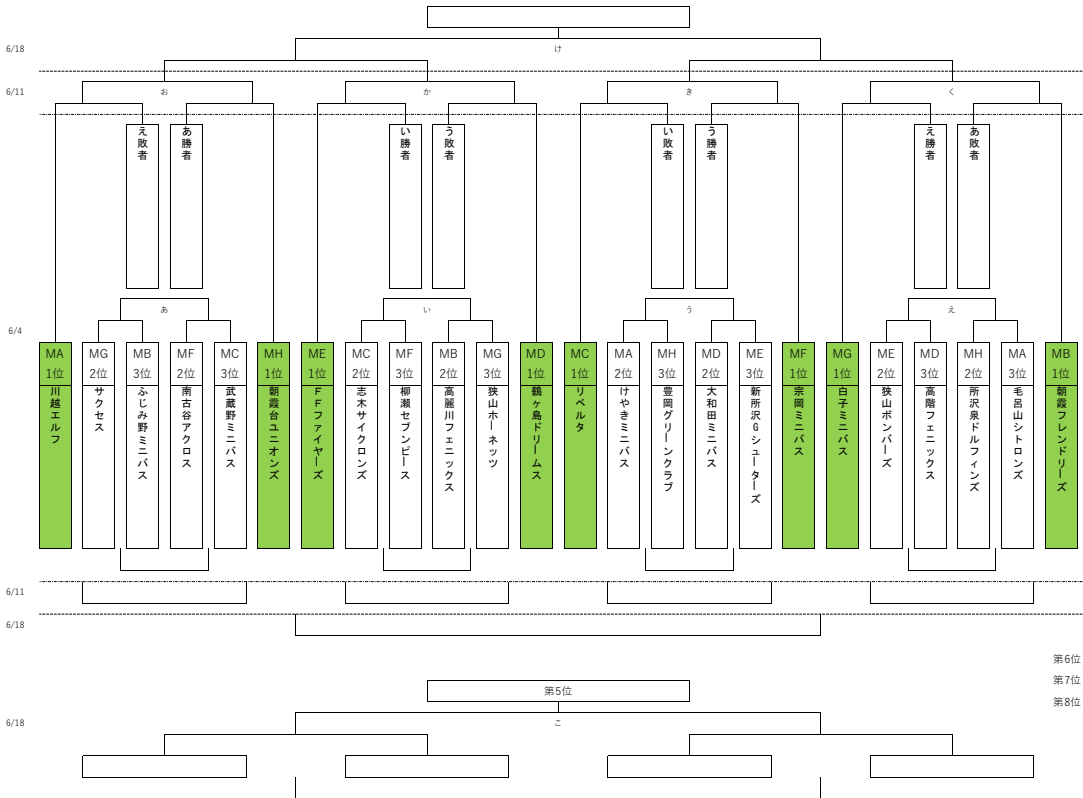 6/18
け
6/11
お
か
き
く
え敗者
あ勝者
い勝者
う敗者
い敗者
う勝者
え勝者
あ敗者
あ
い
う
え
6/4
MA 1位 川越エルフ
MG 2位 サクセス
MB 3位 ふじみ野ミニバス
MF 2位 南古谷アクロス
MC 3位 武蔵野ミニバス
MH 1位 朝霞台ユニオンズ
ME 1位 FFファイヤーズ
MC 2位 志木サイクロンズ
MF 3位 柳瀬セブンピース
MB 2位 高麗川フェニックス
MG 3位 狭山ホーネッツ
MD 1位 鶴ヶ島ドリームス
MC 1位 リベルタ
MA 2位 けやきミニバス
MH 3位 豊岡グリーンクラブ
MD 2位 大和田ミニバス
ME 3位 新所沢Gシューターズ
MF 1位 宗岡ミニバス
MG 1位 白子ミニバス
ME 2位 狭山ボンバーズ
MD 3位 高階フェニックス
MH 2位 所沢泉ドルフィンズ
MA 3位 毛呂山シトロンズ
MB 1位 朝霞フレンドリーズ
6/11
6/18
第6位
第7位
第8位
第5位
6/18
こ